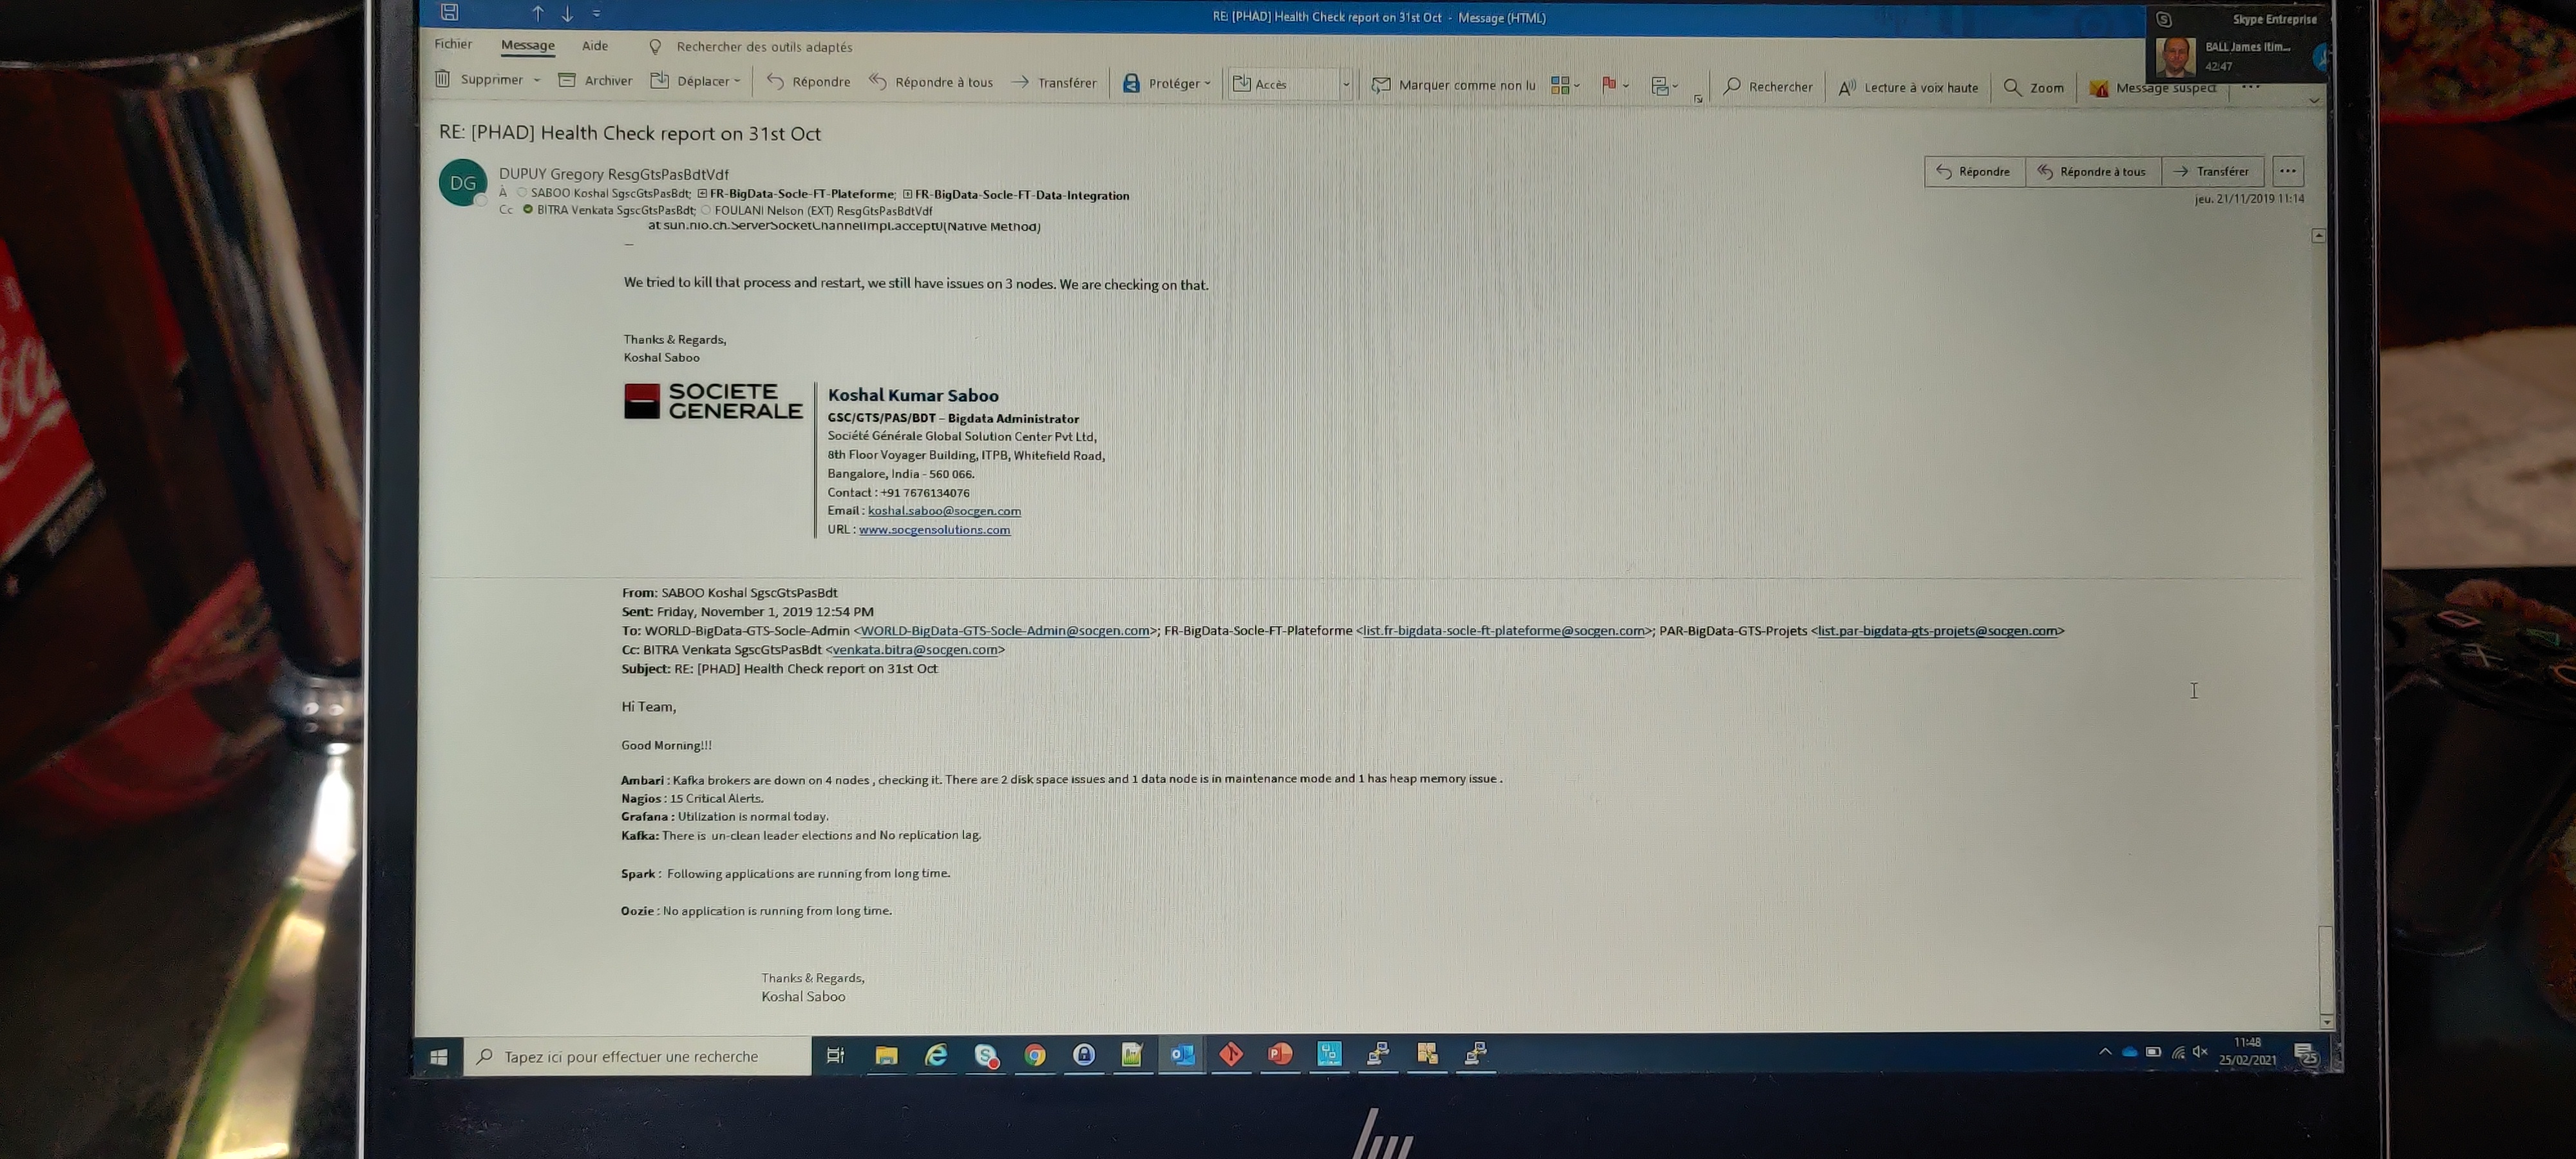 RE: [PHAD] Health Check report on 31st Oct - Message (HTML)
Skype Entreprise
BALL James Itim...
42:47
Fichier Message Aide Rechercher des outils adaptés
Supprimer Archiver Déplacer Répondre Répondre à tous Transférer Protéger Accès Marquer comme non lu Rechercher Lecture à voix haute Zoom Message suspect
RE: [PHAD] Health Check report on 31st Oct
DG
DUPUY Gregory ResgGtsPasBdtVdf
À SABOO Koshal SgscGtsPasBdt; FR-BigData-Socle-FT-Plateforme; FR-BigData-Socle-FT-Data-Integration
Cc BITRA Venkata SgscGtsPasBdt; FOULANI Nelson (EXT) ResgGtsPasBdtVdf
Répondre Répondre à tous Transférer ...
jeu. 21/11/2019 11:14
at sun.nio.ch.ServerSocketChannelImpl.accept0(Native Method)
We tried to kill that process and restart, we still have issues on 3 nodes. We are checking on that.
Thanks & Regards,
Koshal Saboo
SOCIETE
GENERALE
Koshal Kumar Saboo
GSC/GTS/PAS/BDT – Bigdata Administrator
Société Générale Global Solution Center Pvt Ltd,
8th Floor Voyager Building, ITPB, Whitefield Road,
Bangalore, India - 560 066.
Contact : +91 7676134076
Email : koshal.saboo@socgen.com
URL : www.socgensolutions.com
From: SABOO Koshal SgscGtsPasBdt
Sent: Friday, November 1, 2019 12:54 PM
To: WORLD-BigData-GTS-Socle-Admin <WORLD-BigData-GTS-Socle-Admin@socgen.com>; FR-BigData-Socle-FT-Plateforme <list.fr-bigdata-socle-ft-plateforme@socgen.com>; PAR-BigData-GTS-Projets <list.par-bigdata-gts-projets@socgen.com>
Cc: BITRA Venkata SgscGtsPasBdt <venkata.bitra@socgen.com>
Subject: RE: [PHAD] Health Check report on 31st Oct
Hi Team,
Good Morning!!!
Ambari : Kafka brokers are down on 4 nodes , checking it. There are 2 disk space issues and 1 data node is in maintenance mode and 1 has heap memory issue .
Nagios : 15 Critical Alerts.
Grafana : Utilization is normal today.
Kafka: There is un-clean leader elections and No replication lag.
Spark : Following applications are running from long time.
Oozie : No application is running from long time.
Thanks & Regards,
Koshal Saboo
Tapez ici pour effectuer une recherche
11:48
25/02/2021
25
hp